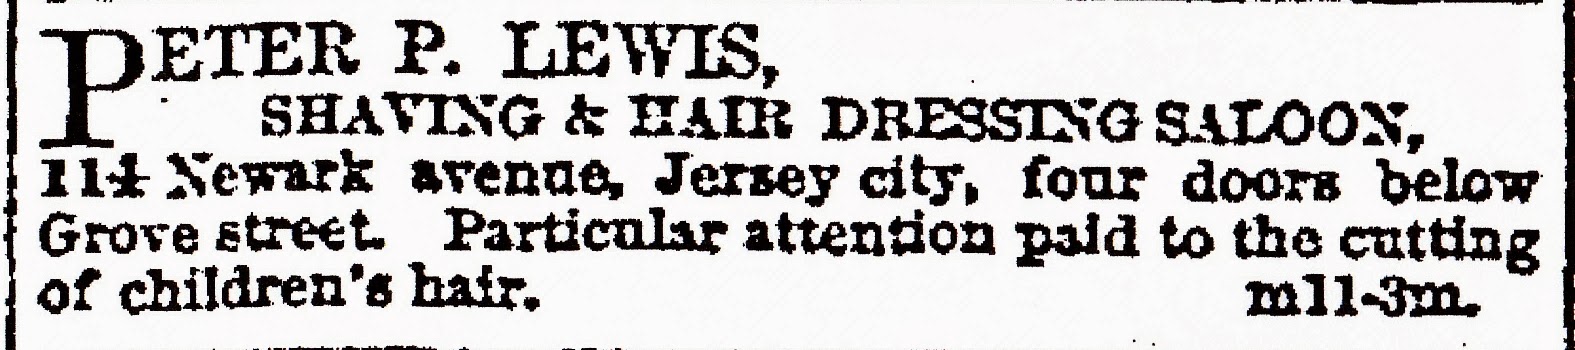 PETER P. LEWIS,
SHAVING & HAIR DRESSING SALOON,
114 Newark avenue, Jersey city, four doors below
Grove street. Particular attention paid to the cutting
of children's hair. m11-3m.